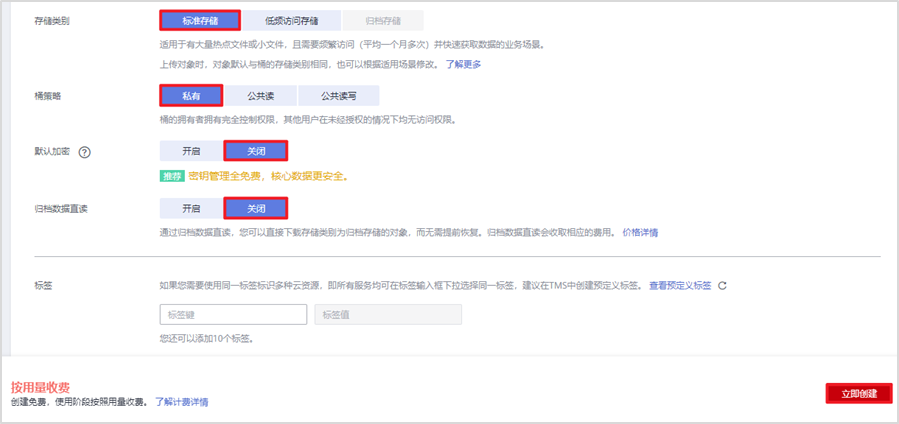 存储类别 标准存储 低频访问存储 归档存储
适用于有大量热点文件或小文件，且需要频繁访问（平均一个月多次）并快速获取数据的业务场景。
上传对象时，对象默认与桶的存储类别相同，也可以根据适用场景修改。 了解更多
桶策略 私有 公共读 公共读写
桶的拥有者拥有完全控制权限，其他用户在未经授权的情况下均无访问权限。
默认加密 ? 开启 关闭
推荐 密钥管理全免费，核心数据更安全。
归档数据直读 开启 关闭
通过归档数据直读，您可以直接下载存储类别为归档存储的对象，而无需提前恢复。归档数据直读会收取相应的费用。 价格详情
标签 如果您需要使用同一标签标识多种云资源，即所有服务均可在标签输入框下拉选择同一标签，建议在TMS中创建预定义标签。 查看预定义标签
标签键 标签值
您还可以添加10个标签。
按用量收费
创建免费，使用阶段按照用量收费。 了解计费详情
立即创建